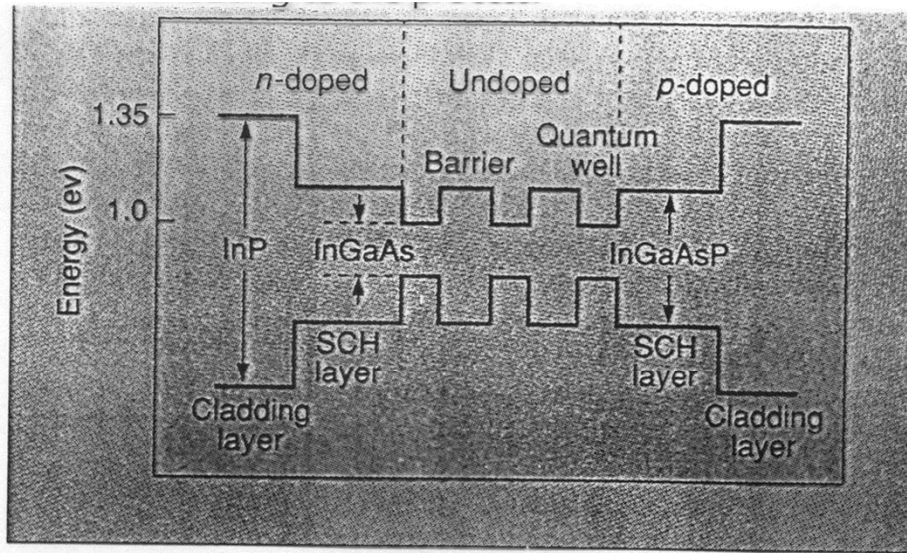 n-doped
Undoped
p-doped
1.35
Quantum
well
Barrier
1.0
Energy (ev)
InP
InGaAs
InGaAsP
SCH
layer
SCH
layer
Cladding
layer
Cladding
layer